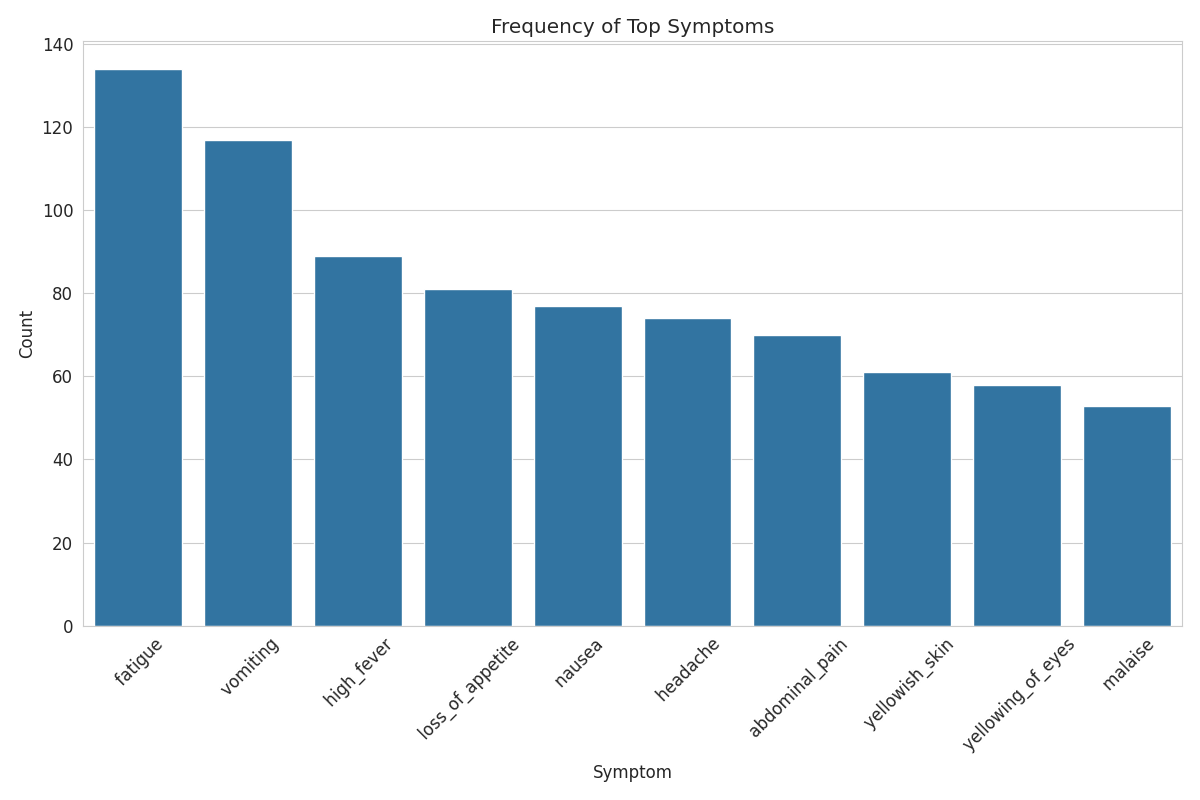 Frequency of Top Symptoms
140
120
100
80
60
40
20
0
Count
fatigue
vomiting
high_fever
loss_of_appetite
nausea
headache
abdominal_pain
yellowish_skin
yellowing_of_eyes
malaise
Symptom